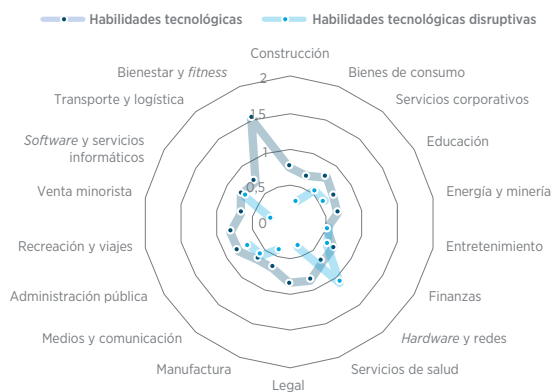 Habilidades tecnológicas
Habilidades tecnológicas disruptivas
Construcción
Bienes de consumo
Servicios corporativos
Educación
Energía y minería
Entretenimiento
Finanzas
Hardware y redes
Servicios de salud
Legal
Manufactura
Medios y comunicación
Administración pública
Recreación y viajes
Venta minorista
Software y servicios
informáticos
Transporte y logística
Bienestar y fitness
2
1,5
1
0,5
0